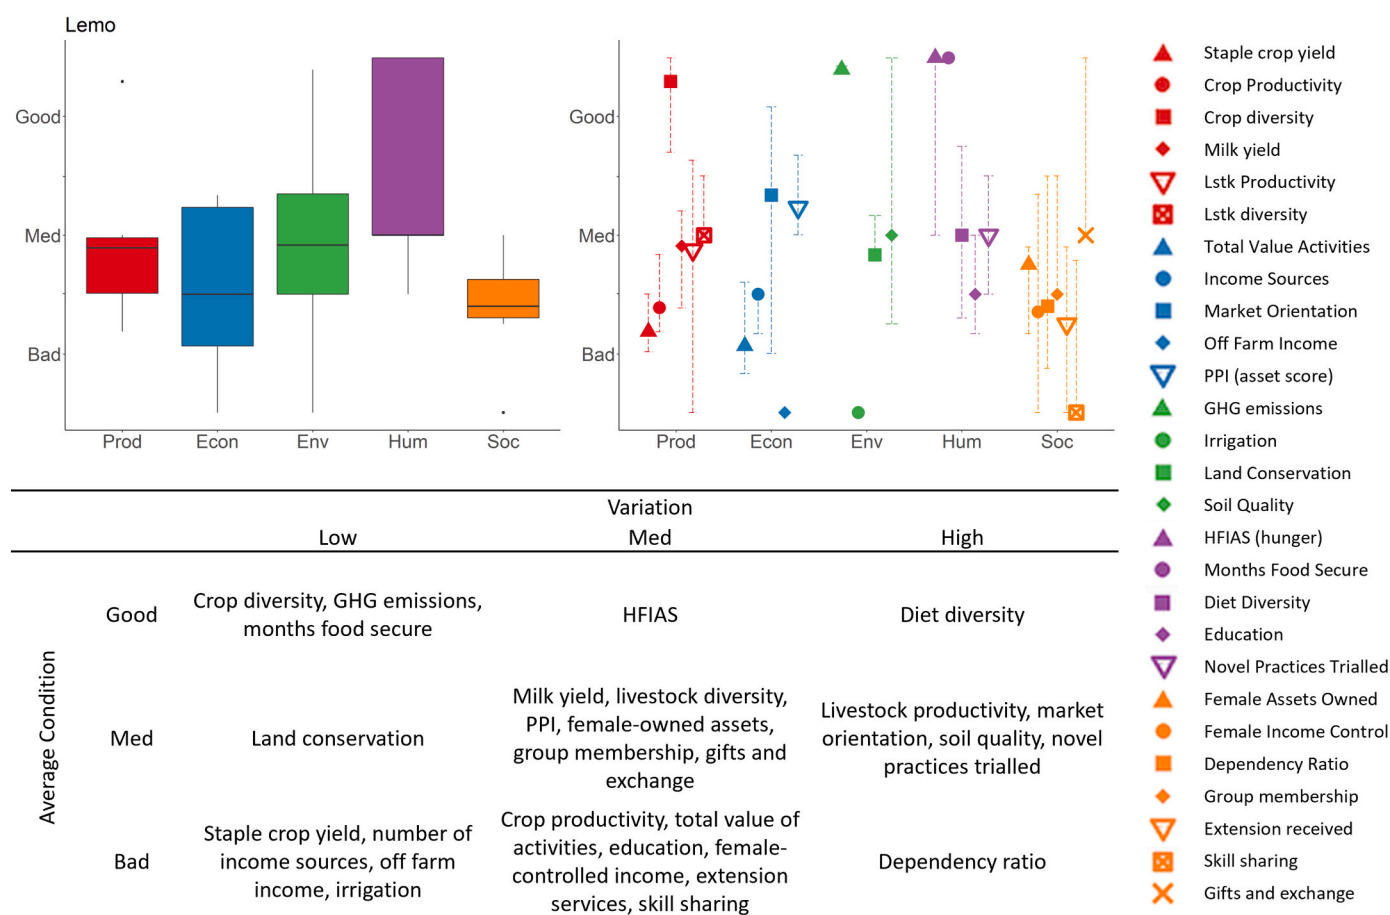 Lemo
Good
Med
Bad
Prod Econ Env Hum Soc
Good
Med
Bad
Prod Econ Env Hum Soc
Staple crop yield
Crop Productivity
Crop diversity
Milk yield
Lstk Productivity
Lstk diversity
Total Value Activities
Income Sources
Market Orientation
Off Farm Income
PPI (asset score)
GHG emissions
Irrigation
Land Conservation
Soil Quality
HFIAS (hunger)
Months Food Secure
Diet Diversity
Education
Novel Practices Trialled
Female Assets Owned
Female Income Control
Dependency Ratio
Group membership
Extension received
Skill sharing
Gifts and exchange
Variation
Low Med High
Average Condition
Good
Crop diversity, GHG emissions,
months food secure
HFIAS
Diet diversity
Med
Land conservation
Milk yield, livestock diversity,
PPI, female-owned assets,
group membership, gifts and
exchange
Livestock productivity, market
orientation, soil quality, novel
practices trialled
Bad
Staple crop yield, number of
income sources, off farm
income, irrigation
Crop productivity, total value of
activities, education, female-
controlled income, extension
services, skill sharing
Dependency ratio